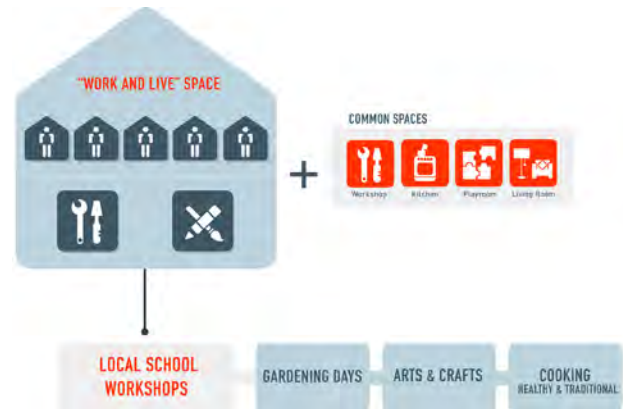 "WORK AND LIVE" SPACE
COMMON SPACES
Workshop Kitchen Playroom Living Room
LOCAL SCHOOL
WORKSHOPS
GARDENING DAYS
ARTS & CRAFTS
COOKING
HEALTHY & TRADITIONAL